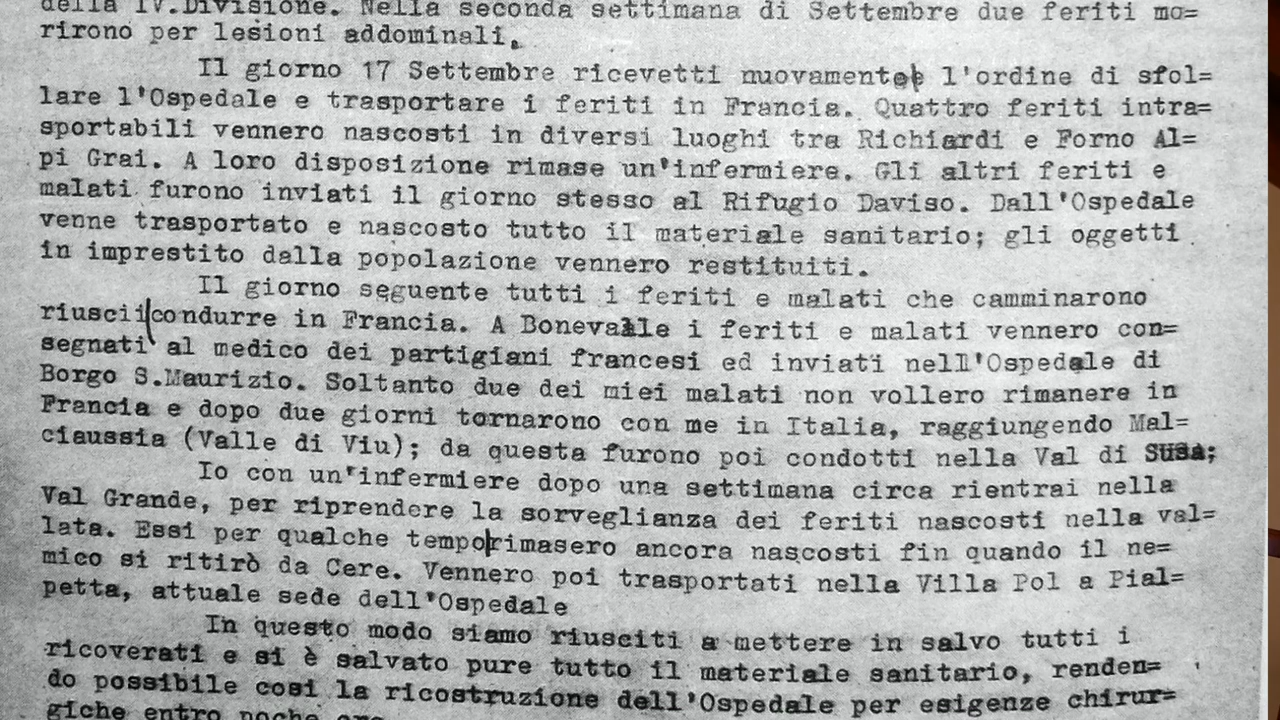 della IV.Divisione. Nella seconda settimana di Settembre due feriti mo=
rirono per lesioni addominali.
Il giorno 17 Settembre ricevetti nuovamente l'ordine di sfol=
lare l'Ospedale e trasportare i feriti in Francia. Quattro feriti intra=
sportabili vennero nascosti in diversi luoghi tra Richiardi e Forno Al=
pi Grai. A loro disposizione rimase un'infermiere. Gli altri feriti e
malati furono inviati il giorno stesso al Rifugio Daviso. Dall'Ospedale
venne trasportato e nascosto tutto il materiale sanitario; gli oggetti
in imprestito dalla popolazione vennero restituiti.
Il giorno seguente tutti i feriti e malati che camminarono
riuscii condurre in Francia. A Bonevalle i feriti e malati vennero con=
segnati al medico dei partigiani francesi ed inviati nell'Ospedale di
Borgo S.Maurizio. Soltanto due dei miei malati non vollero rimanere in
Francia e dopo due giorni tornarono con me in Italia, raggiungendo Mal=
ciaussia (Valle di Viu); da questa furono poi condotti nella Val di Susa;
Io con un'infermiere dopo una settimana circa rientrai nella
Val Grande, per riprendere la sorveglianza dei feriti nascosti nella val=
lata. Essi per qualche tempo rimasero ancora nascosti fin quando il ne=
mico si ritirò da Cere. Vennero poi trasportati nella Villa Pol a Pial=
petta, attuale sede dell'Ospedale
In questo modo siamo riusciti a mettere in salvo tutti i
ricoverati e si è salvato pure tutto il materiale sanitario, renden=
do possibile cosi la ricostruzione dell'Ospedale per esigenze chirur=
giche entro poche ore